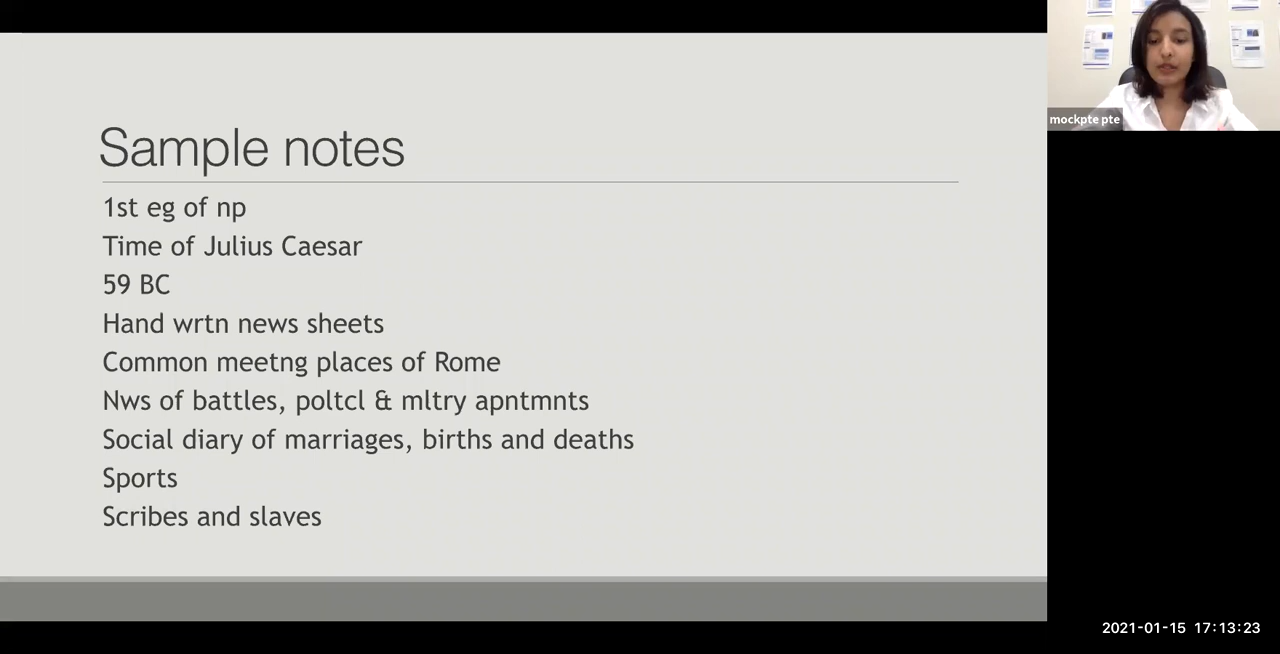 Sample notes
1st eg of np
Time of Julius Caesar
59 BC
Hand wrtn news sheets
Common meetng places of Rome
Nws of battles, poltcl & mltry apntmnts
Social diary of marriages, births and deaths
Sports
Scribes and slaves
mockpte pte
2021-01-15 17:13:23